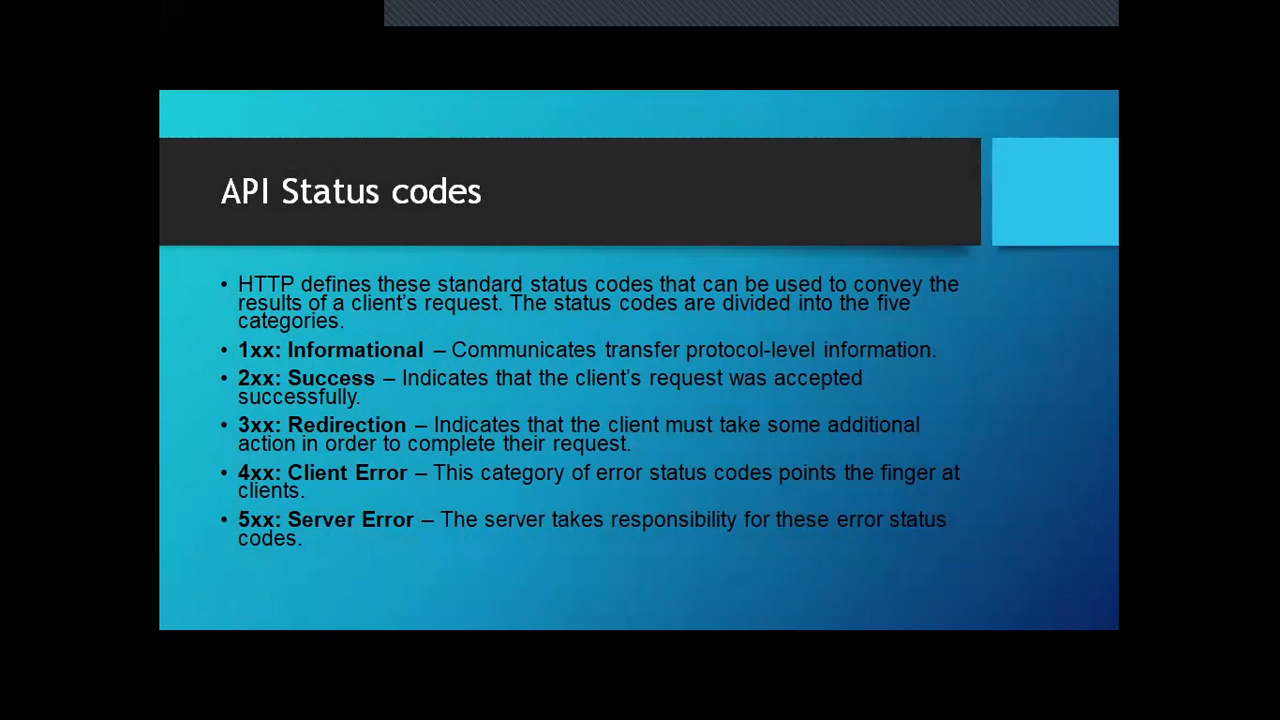 API Status codes
• HTTP defines these standard status codes that can be used to convey the
results of a client’s request. The status codes are divided into the five
categories.
• 1xx: Informational – Communicates transfer protocol-level information.
• 2xx: Success – Indicates that the client’s request was accepted
successfully.
• 3xx: Redirection – Indicates that the client must take some additional
action in order to complete their request.
• 4xx: Client Error – This category of error status codes points the finger at
clients.
• 5xx: Server Error – The server takes responsibility for these error status
codes.